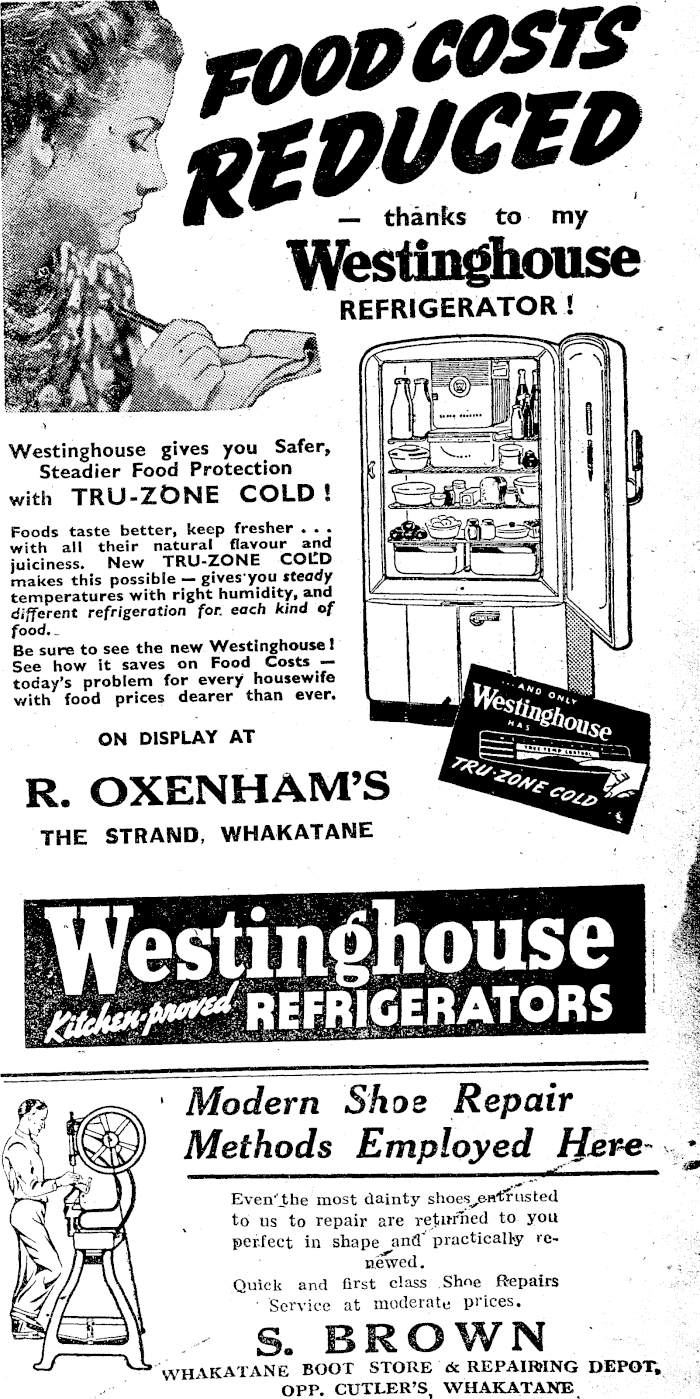 FOOD COSTS
REDUCED
— thanks to my
Westinghouse
REFRIGERATOR!
Westinghouse gives you Safer,
Steadier Food Protection
with TRU-ZONE COLD!
Foods taste better, keep fresher . . .
with all their natural flavour and
juiciness. New TRU-ZONE COLD
makes this possible — gives you steady
temperatures with right humidity, and
different refrigeration for each kind of
food.
Be sure to see the new Westinghouse!
See how it saves on Food Costs —
today's problem for every housewife
with food prices dearer than ever.
ON DISPLAY AT
R. OXENHAM'S
THE STRAND, WHAKATANE
...AND ONLY
Westinghouse
HAS
TRUE-TEMP CONTROL
TRU-ZONE COLD
Westinghouse
Kitchen-proved REFRIGERATORS
Modern Shoe Repair
Methods Employed Here
Even the most dainty shoes entrusted
to us to repair are returned to you
perfect in shape and practically re-
newed.
Quick and first class Shoe Repairs
Service at moderate prices.
S. BROWN
WHAKATANE BOOT STORE & REPAIRING DEPOT,
OPP. CUTLER'S, WHAKATANE